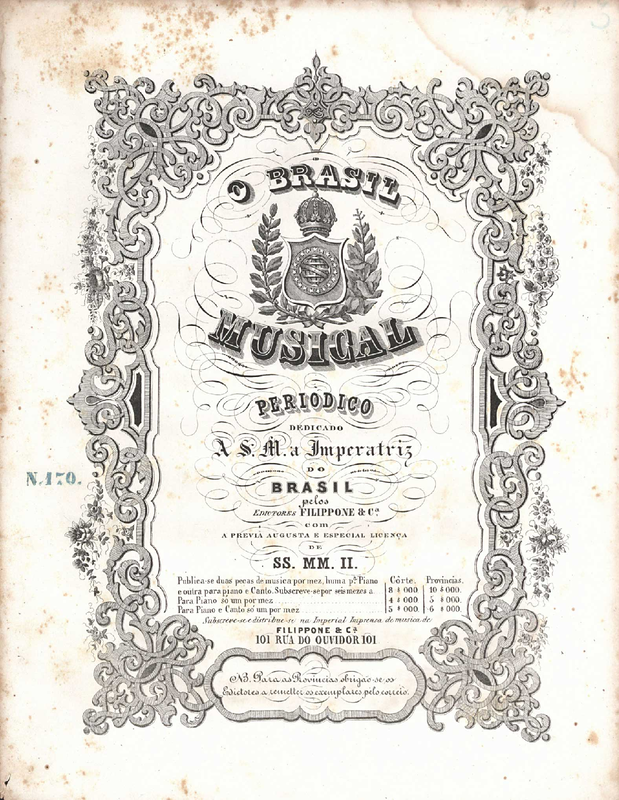 O BRASIL
MUSICAL
PERIODICO
DEDICADO
A S. M. a Imperatriz
DO
BRASIL
pelos
EDICTORES FILIPPONE & Cª
com
A PREVIA AUGUSTA E ESPECIAL LICENÇA
DE
SS. MM. II.
N.170.
Publica-se duas peças de musica por mez, huma pª Piano
e outra para piano e Canto. Subscreve-se por seis mezes a.
Côrte. Provincias.
8 $ 000 10 $ 000.
Para Piano só um por mez 4 $ 000 5 $ 000.
Para Piano e Canto só um por mez 5 $ 000. 6 $ 000.
Subscreve-se e distribue-se na Imperial Imprensa de musica de
FILIPPONE & Cª
101 RUA DO OUVIDOR 101
NB. Para as Provincias obrigão-se os
Edictores a remetter os exemplares pelo correio.